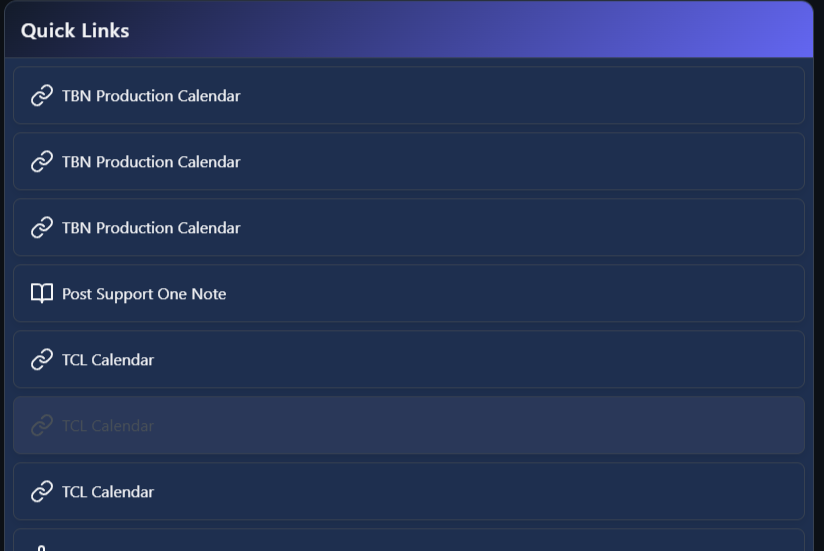 Quick Links
TBN Production Calendar
TBN Production Calendar
TBN Production Calendar
Post Support One Note
TCL Calendar
TCL Calendar
TCL Calendar